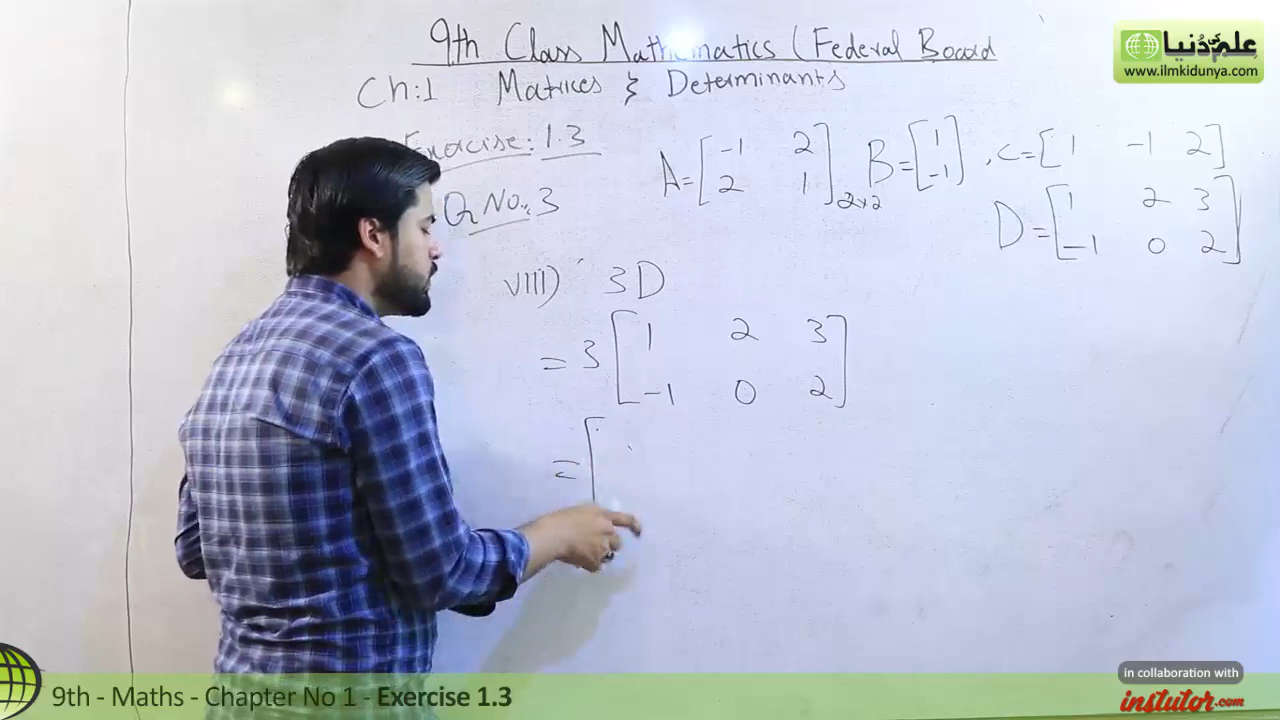 9th Class Mathematics (Federal Board
Ch:1 Matrices & Determinants
Exercise: 1.3
Q No: 3
A=[-1 2
2 1]2x2
B=[1
-1]
, C=[1 -1 2]
D=[1 2 3
-1 0 2]
viii) 3D
=3[1 2 3
-1 0 2]
=[
علم کی دنیا
www.ilmkidunya.com
9th - Maths - Chapter No 1 - Exercise 1.3
in collaboration with
instutor.com